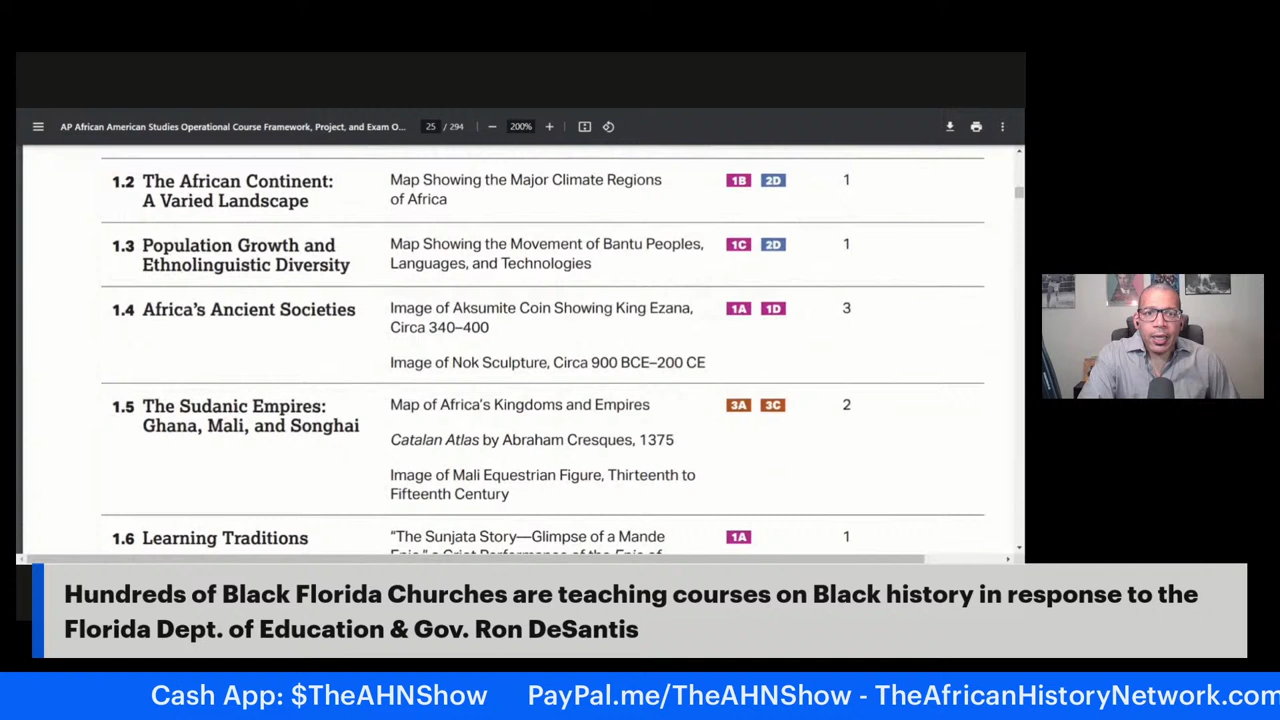 AP African American Studies Operational Course Framework, Project, and Exam O... 25 / 294 − 200% +
1.2 The African Continent: Map Showing the Major Climate Regions 1B 2D 1
A Varied Landscape of Africa
1.3 Population Growth and Map Showing the Movement of Bantu Peoples, 1C 2D 1
Ethnolinguistic Diversity Languages, and Technologies
1.4 Africa’s Ancient Societies Image of Aksumite Coin Showing King Ezana, 1A 1D 3
Circa 340–400
Image of Nok Sculpture, Circa 900 BCE–200 CE
1.5 The Sudanic Empires: Map of Africa’s Kingdoms and Empires 3A 3C 2
Ghana, Mali, and Songhai
Catalan Atlas by Abraham Cresques, 1375
Image of Mali Equestrian Figure, Thirteenth to
Fifteenth Century
1.6 Learning Traditions “The Sunjata Story—Glimpse of a Mande 1A 1
Epic,” a Griot Performance of the Epic of
Hundreds of Black Florida Churches are teaching courses on Black history in response to the
Florida Dept. of Education & Gov. Ron DeSantis
Cash App: $TheAHNShow PayPal.me/TheAHNShow - TheAfricanHistoryNetwork.com